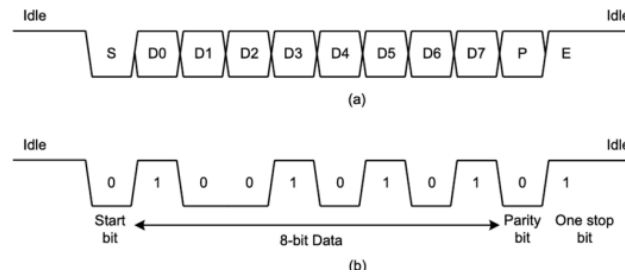 Idle Idle
S D0 D1 D2 D3 D4 D5 D6 D7 P E
(a)
Idle Idle
0 1 0 0 1 0 1 0 1 0 1
Start bit
8-bit Data
Parity bit
One stop bit
(b)